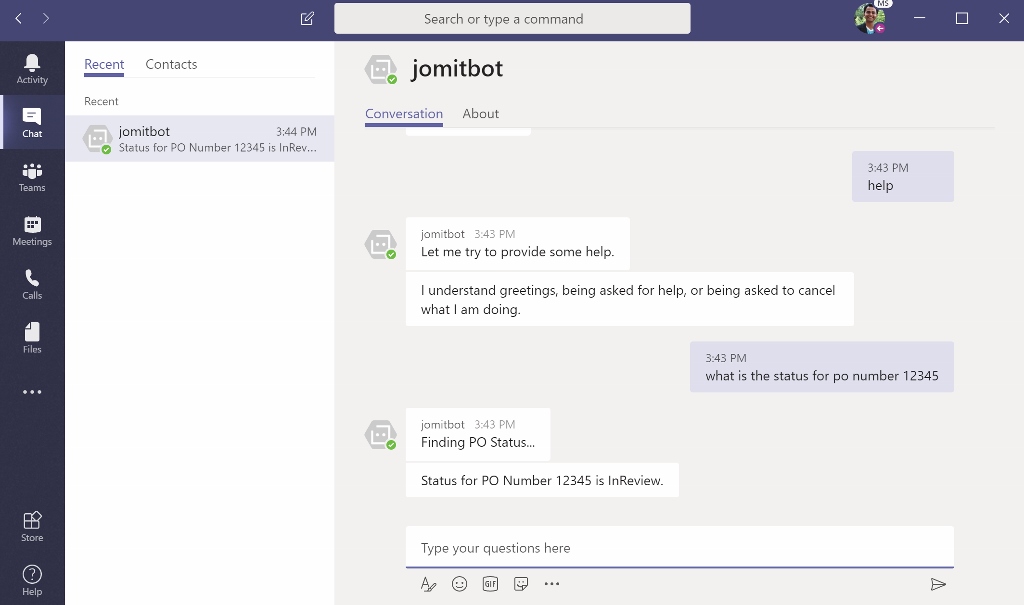 Search or type a command
MS
Activity
Chat
Teams
Meetings
Calls
Files
Store
Help
Recent Contacts
Recent
jomitbot 3:44 PM
Status for PO Number 12345 is InRev...
jomitbot
Conversation About
3:43 PM
help
jomitbot 3:43 PM
Let me try to provide some help.
I understand greetings, being asked for help, or being asked to cancel
what I am doing.
3:43 PM
what is the status for po number 12345
jomitbot 3:43 PM
Finding PO Status...
Status for PO Number 12345 is InReview.
Type your questions here
GIF